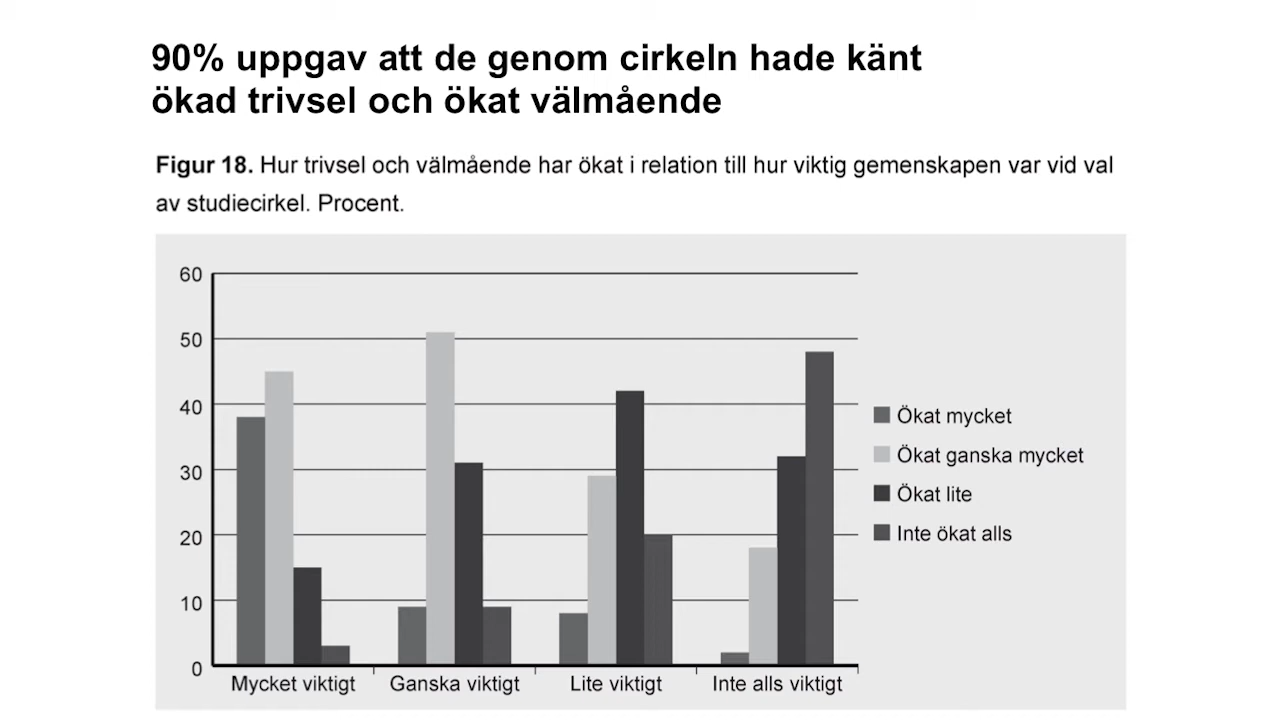 90% uppgav att de genom cirkeln hade känt
ökad trivsel och ökat välmående
Figur 18. Hur trivsel och välmående har ökat i relation till hur viktig gemenskapen var vid val
av studiecirkel. Procent.
60
50
40
30
20
10
0
Mycket viktigt
Ganska viktigt
Lite viktigt
Inte alls viktigt
Ökat mycket
Ökat ganska mycket
Ökat lite
Inte ökat alls